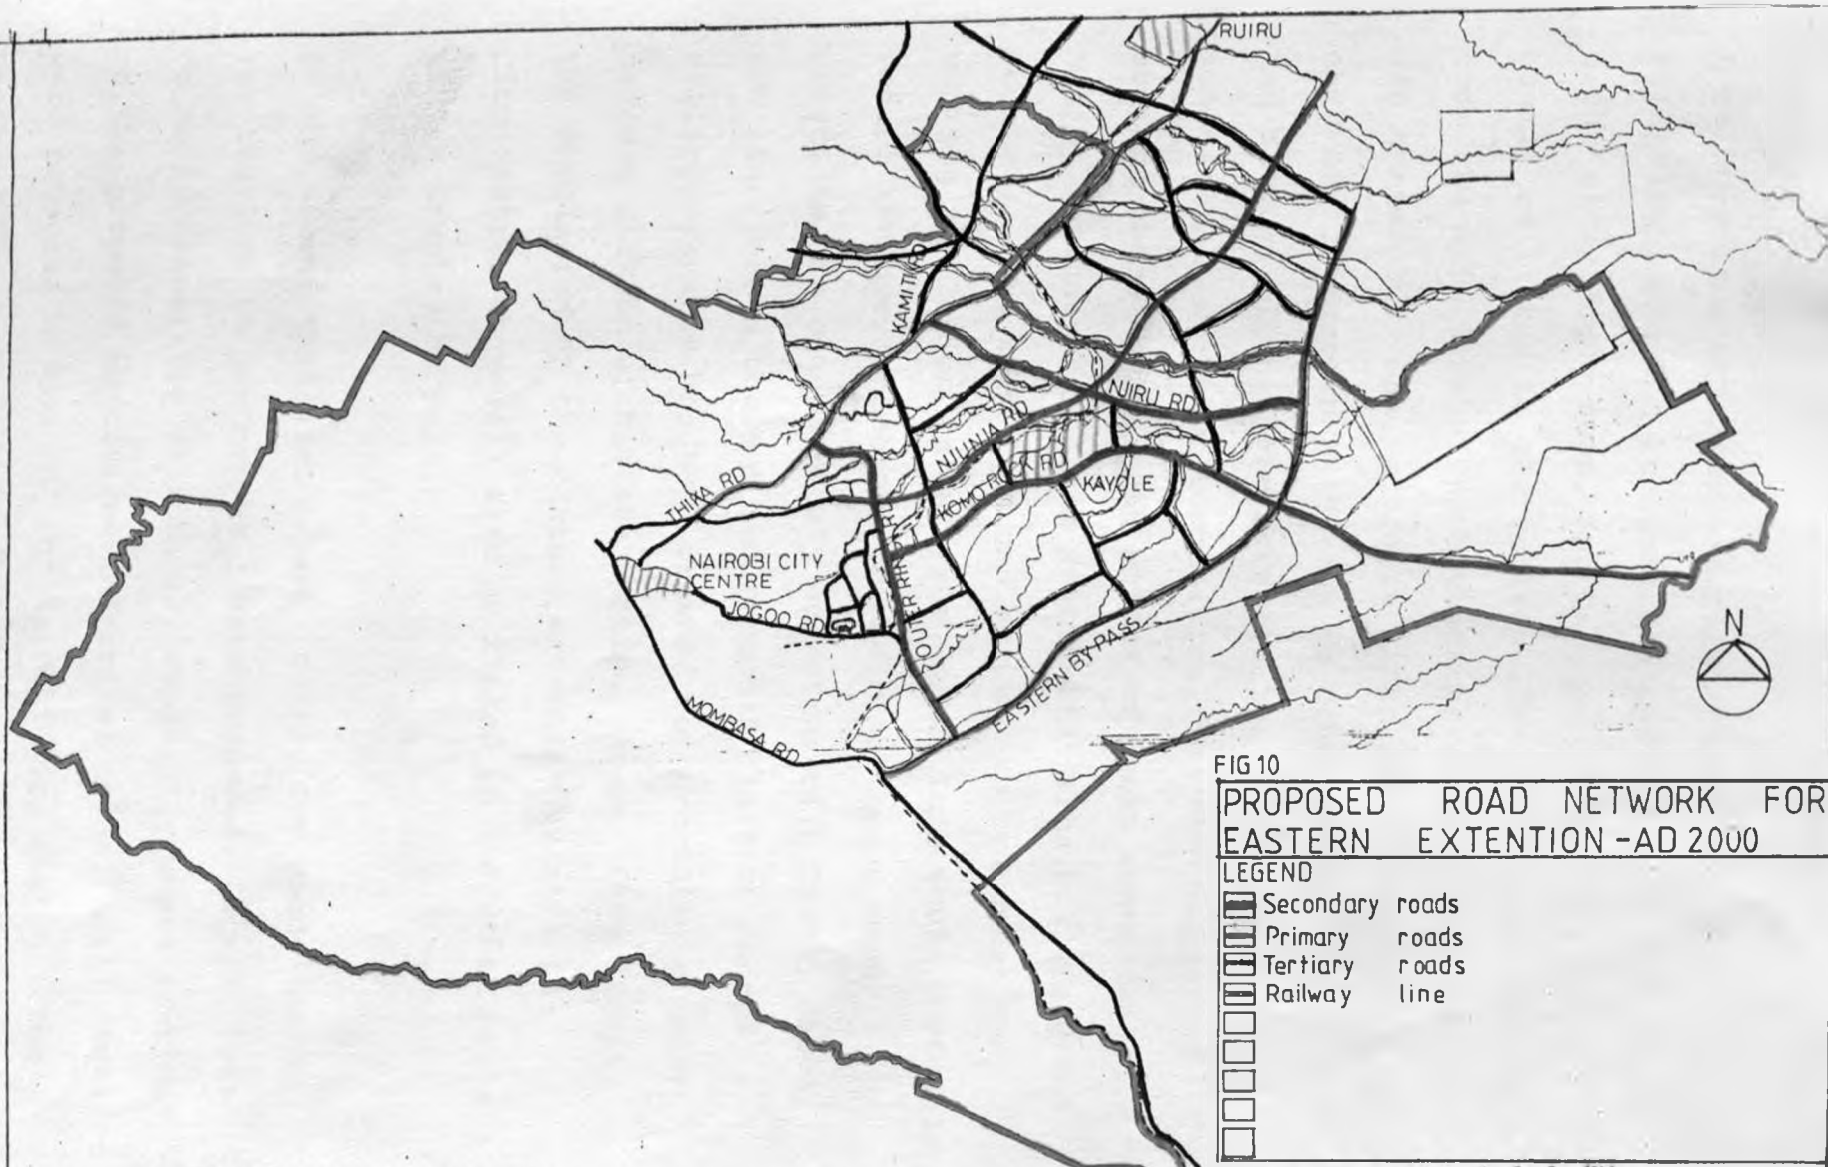 RUIRU
KAMITI RD
NJIRU RD
NJUNJA RD
KOMO ROCK RD
KAYOLE
THIKA RD
NAIROBI CITY
CENTRE
JOGOO RD
OUTER RING RD
EASTERN BY PASS
MOMBASA RD
N
FIG 10
PROPOSED ROAD NETWORK FOR
EASTERN EXTENTION - AD 2000
LEGEND
Secondary roads
Primary roads
Tertiary roads
Railway line